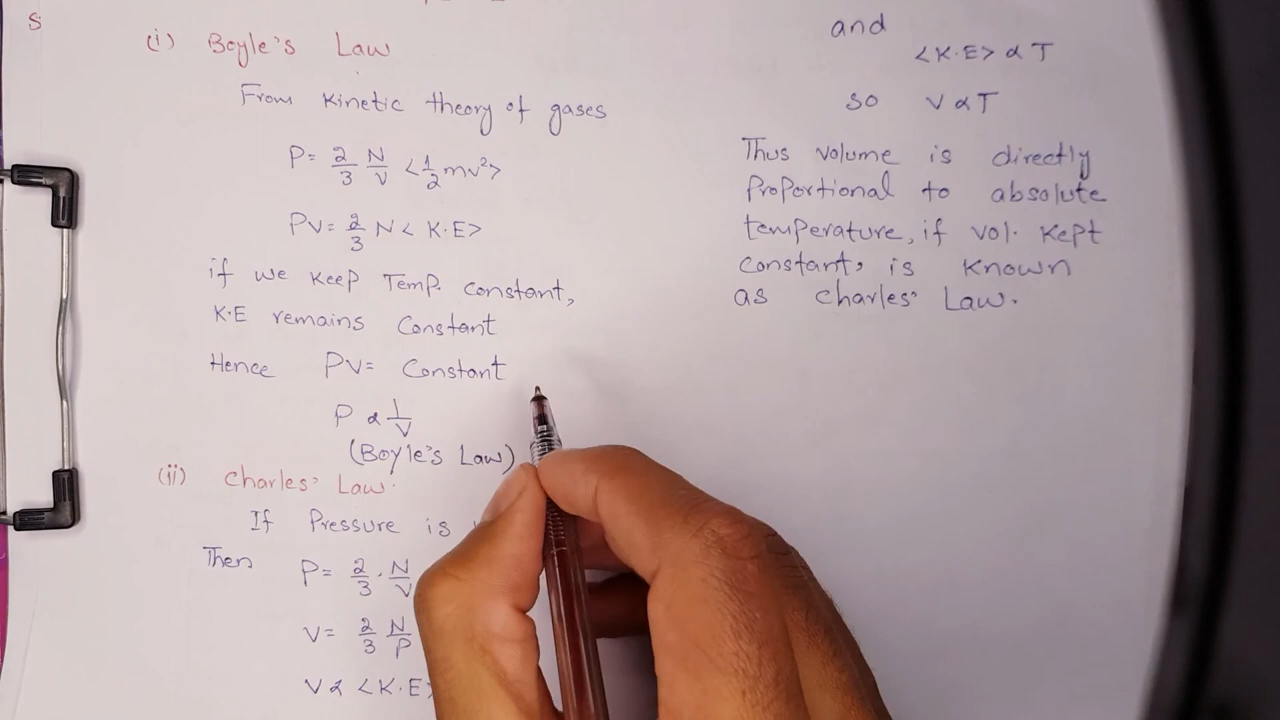 S
(i) Boyle's Law
From kinetic theory of gases
P= 2/3 N/V <1/2 mv²>
PV= 2/3 N < K.E>
if we keep Temp. constant,
K.E remains constant
Hence PV= Constant
P ∝ 1/V
(Boyle's Law)
(ii) Charles' Law.
If Pressure is
Then P= 2/3 . N/V
V= 2/3 N/P
V ∝ <K.E>
and
<K.E> ∝ T
so V ∝ T
Thus volume is directly
proportional to absolute
temperature, if vol. kept
constant, is known
as Charles' Law.